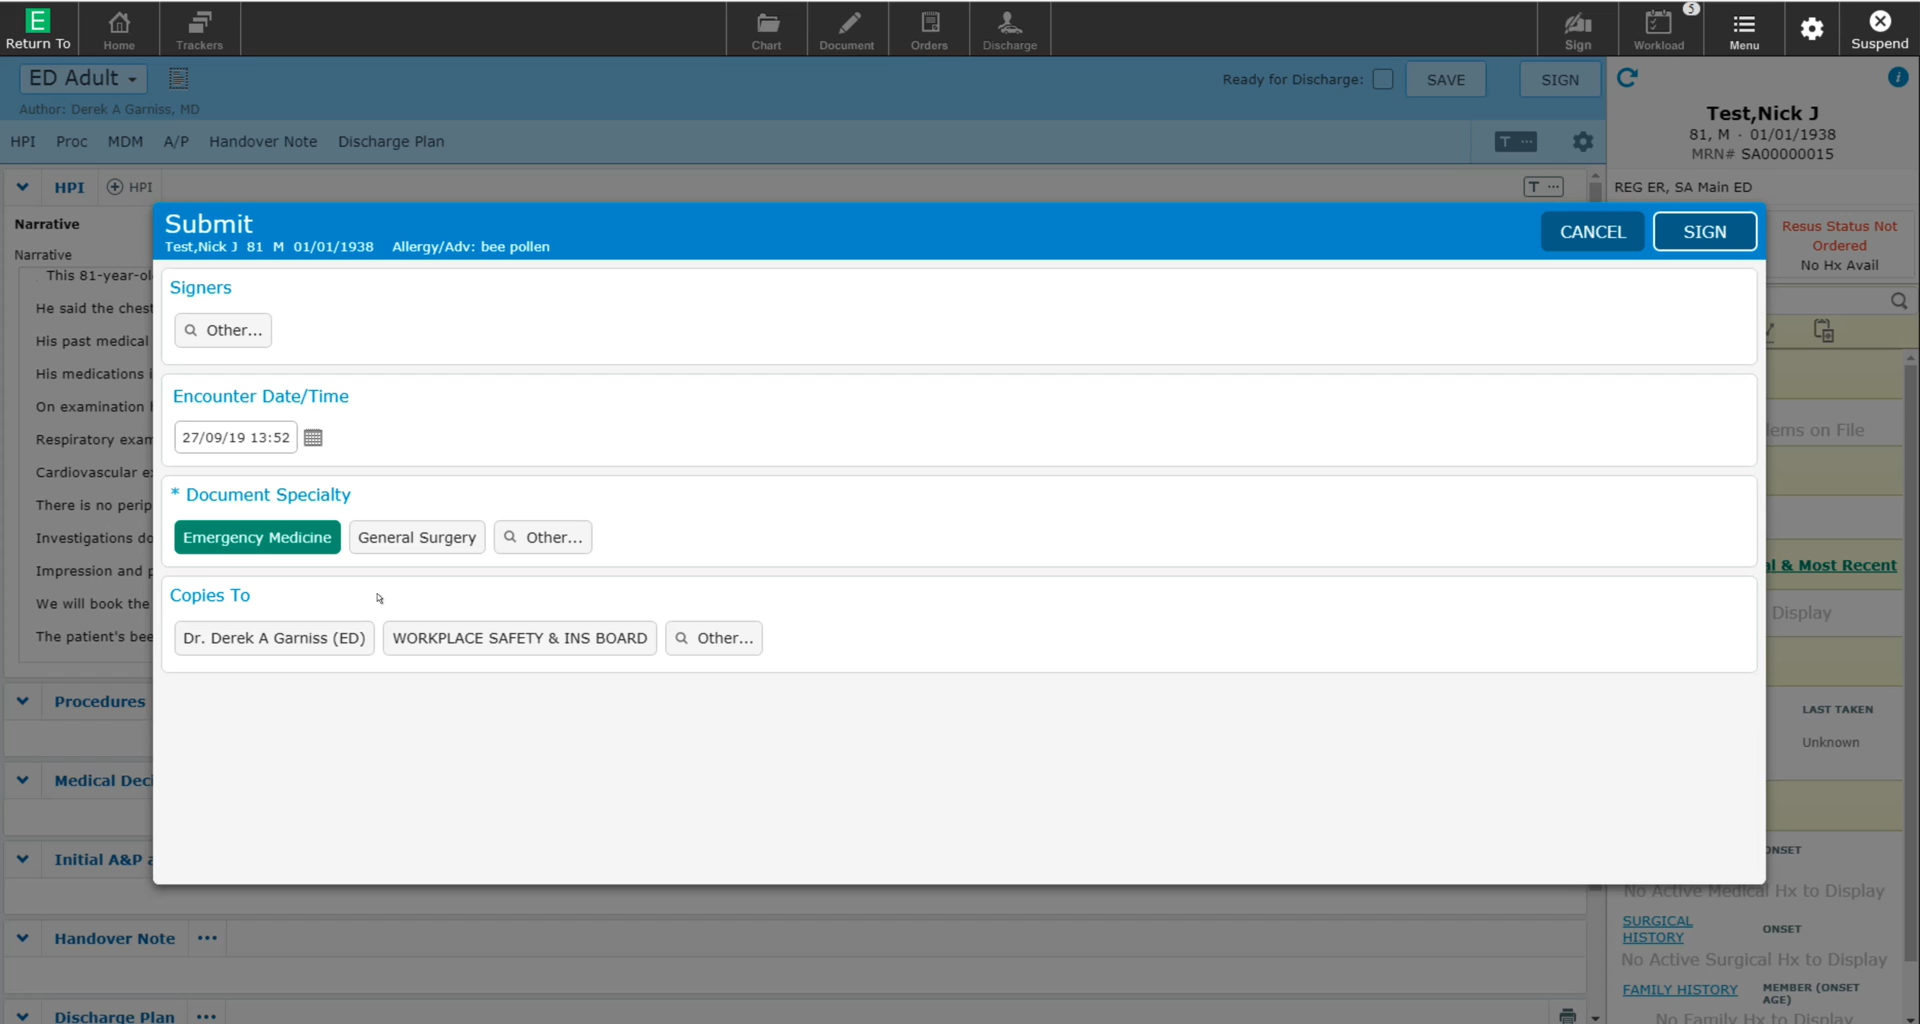 E
Return To
Home
Trackers
Chart
Document
Orders
Discharge
Sign
Workload
5
Menu
Suspend
ED Adult
Author: Derek A Garniss, MD
Ready for Discharge:
SAVE
SIGN
HPI Proc MDM A/P Handover Note Discharge Plan
T ...
HPI
HPI
T ...
Narrative
Narrative
This 81-year-ol
He said the chest
His past medical
His medications i
On examination
Respiratory exam
Cardiovascular e
There is no perip
Investigations do
Impression and p
We will book the
The patient's bee
Procedures
Medical Deci
Initial A&P a
Handover Note ...
Discharge Plan ...
Submit
Test,Nick J 81 M 01/01/1938 Allergy/Adv: bee pollen
CANCEL
SIGN
Signers
Other...
Encounter Date/Time
27/09/19 13:52
* Document Specialty
Emergency Medicine
General Surgery
Other...
Copies To
Dr. Derek A Garniss (ED)
WORKPLACE SAFETY & INS BOARD
Other...
i
Test,Nick J
81, M · 01/01/1938
MRN# SA00000015
REG ER, SA Main ED
Resus Status Not
Ordered
No Hx Avail
lems on File
al & Most Recent
Display
LAST TAKEN
Unknown
ONSET
No Active Medical Hx to Display
SURGICAL
HISTORY
ONSET
No Active Surgical Hx to Display
FAMILY HISTORY
MEMBER (ONSET
AGE)
No Family Hx to Display